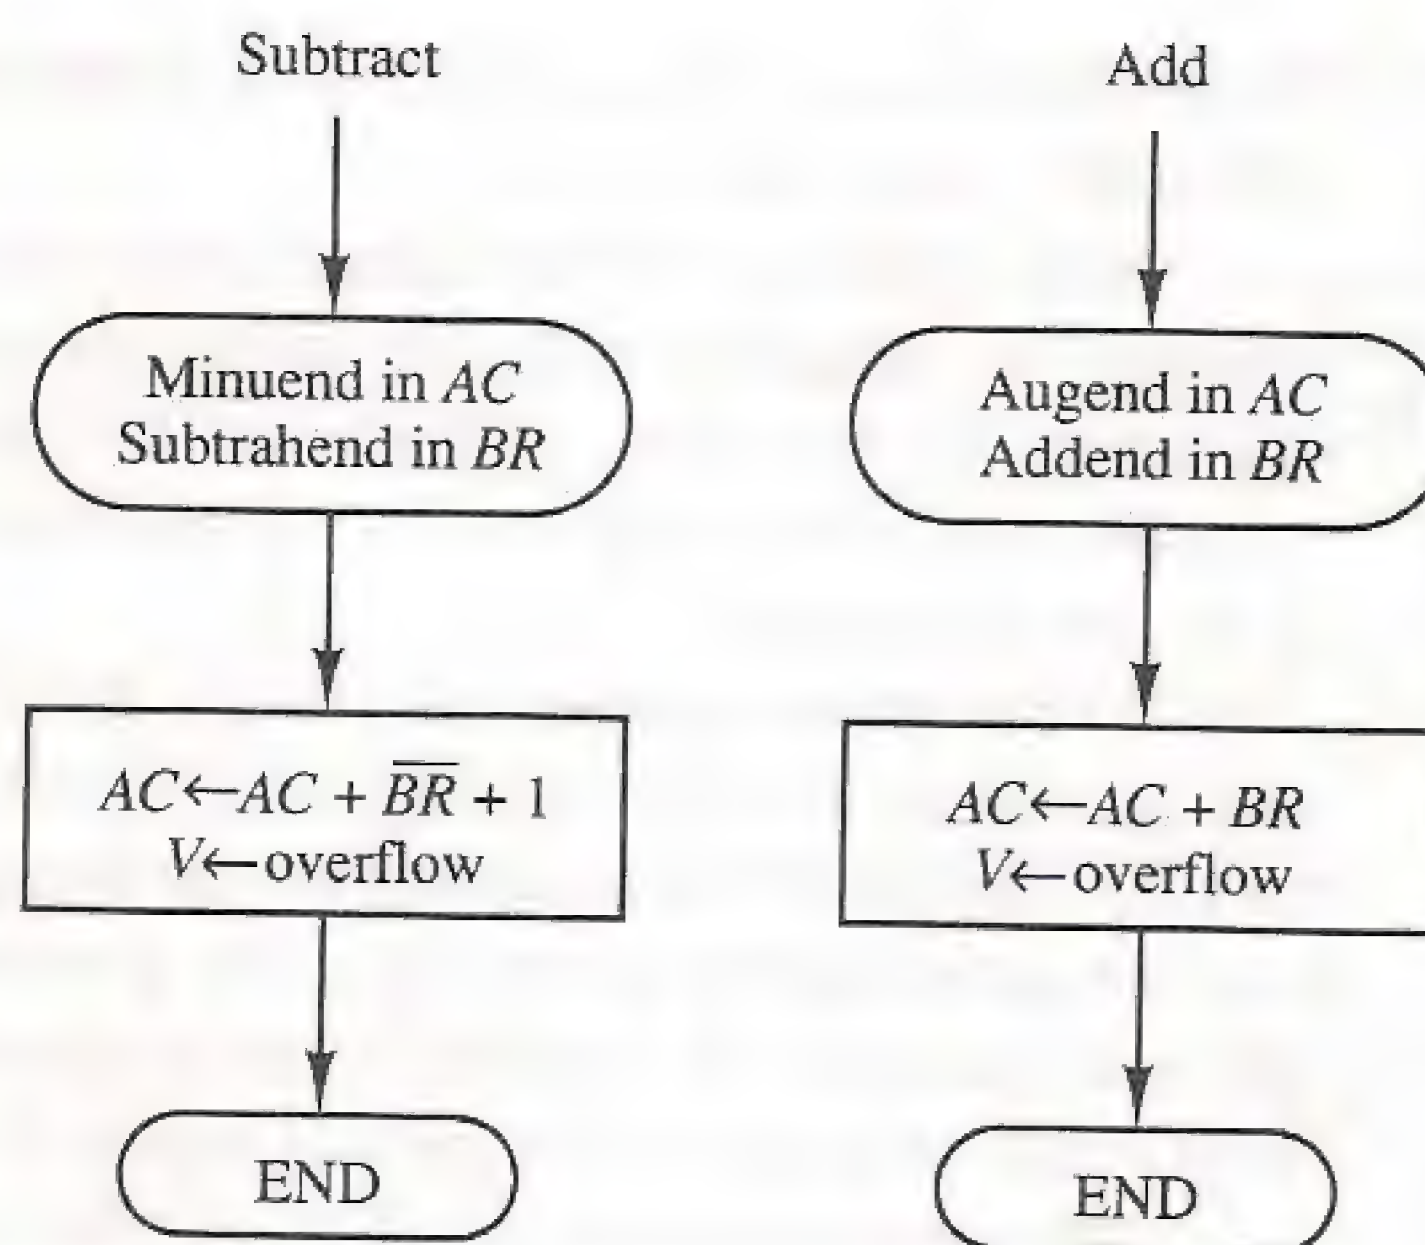 Subtract
Minuend in AC
Subtrahend in BR
AC←AC + B̅R̅ + 1
V←overflow
END
Add
Augend in AC
Addend in BR
AC←AC + BR
V←overflow
END